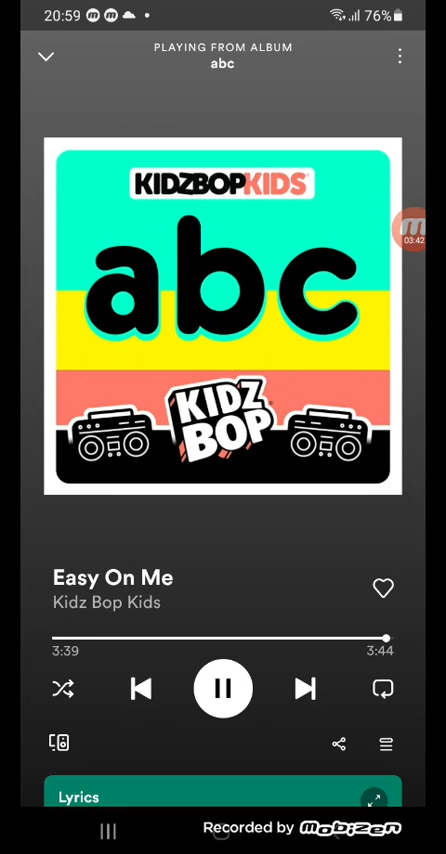 20:59
76%
PLAYING FROM ALBUM
abc
KIDZBOPKIDS
abc
03:42
KIDZ
BOP
Easy On Me
Kidz Bop Kids
3:39
3:44
Lyrics
Recorded by mobizen